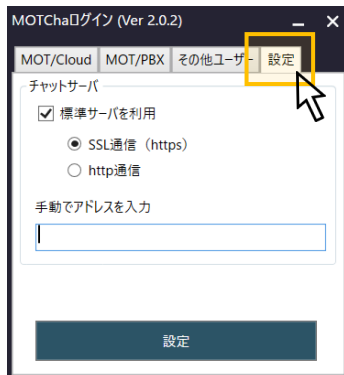 MOTChaログイン (Ver 2.0.2)
MOT/Cloud MOT/PBX その他ユーザー 設定
チャットサーバ
標準サーバを利用
SSL通信（https）
http通信
手動でアドレスを入力
設定